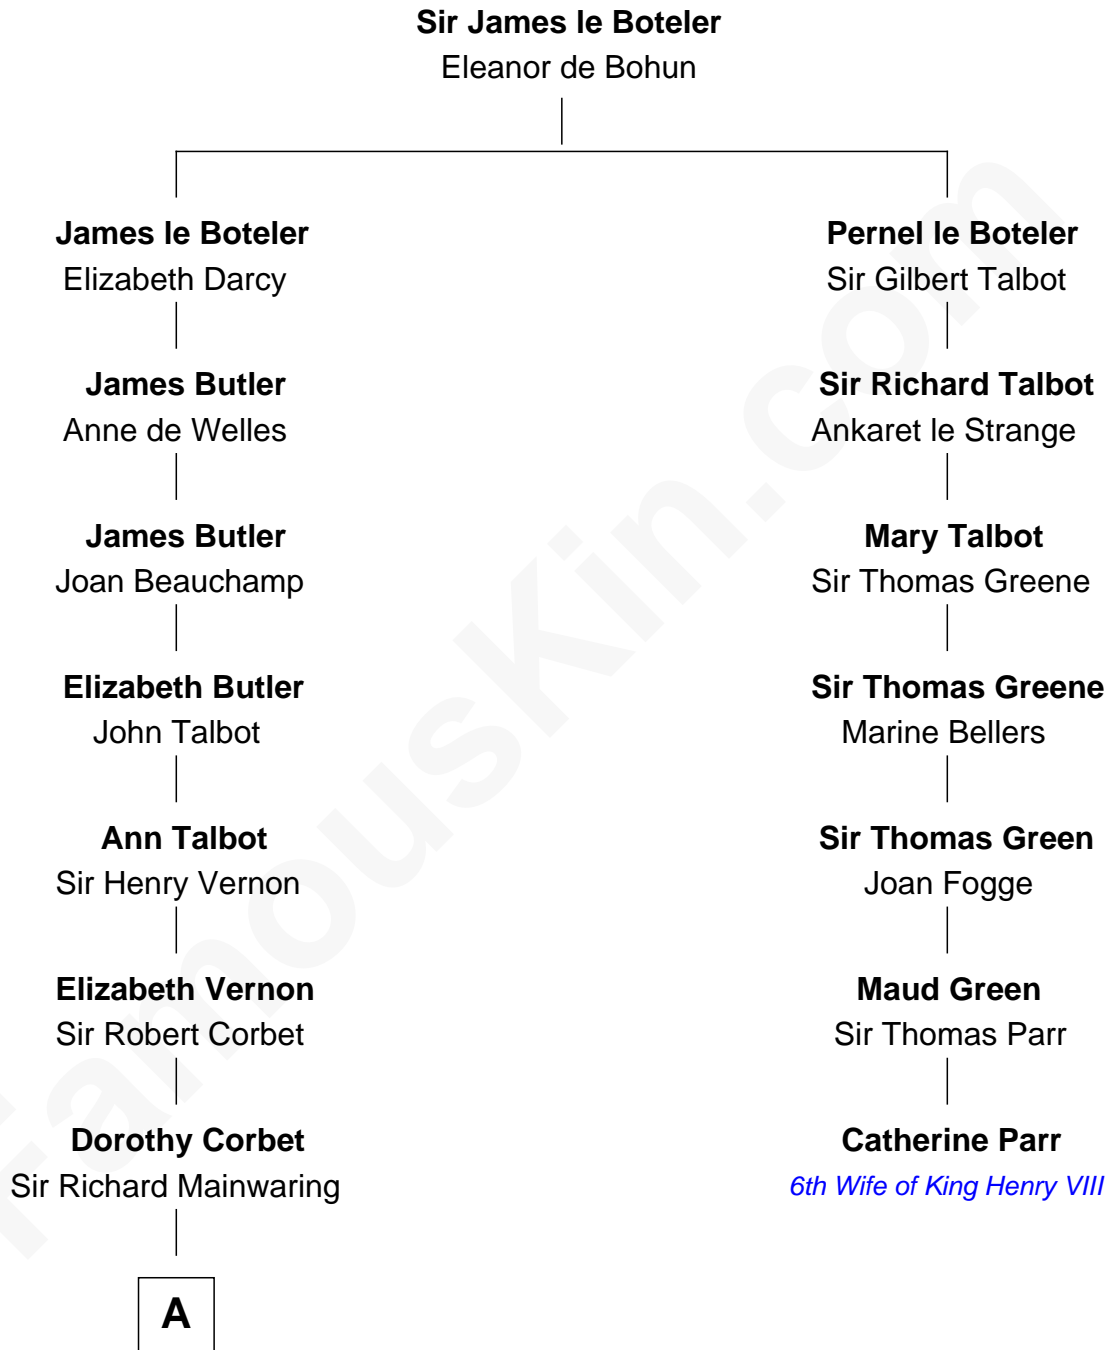 Sir James le Boteler
Eleanor de Bohun
James le Boteler
Elizabeth Darcy
James Butler
Anne de Welles
James Butler
Joan Beauchamp
Elizabeth Butler
John Talbot
Ann Talbot
Sir Henry Vernon
Elizabeth Vernon
Sir Robert Corbet
Dorothy Corbet
Sir Richard Mainwaring
A
Pernel le Boteler
Sir Gilbert Talbot
Sir Richard Talbot
Ankaret le Strange
Mary Talbot
Sir Thomas Greene
Sir Thomas Greene
Marine Bellers
Sir Thomas Green
Joan Fogge
Maud Green
Sir Thomas Parr
Catherine Parr
6th Wife of King Henry VIII
FamousKin.com